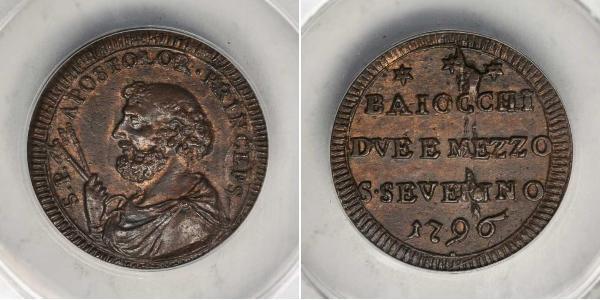 S·P· APOSTOLOR·PRINCEPS
BAIOCCHI
DVE E MEZZO
S·SEVERINO
1796